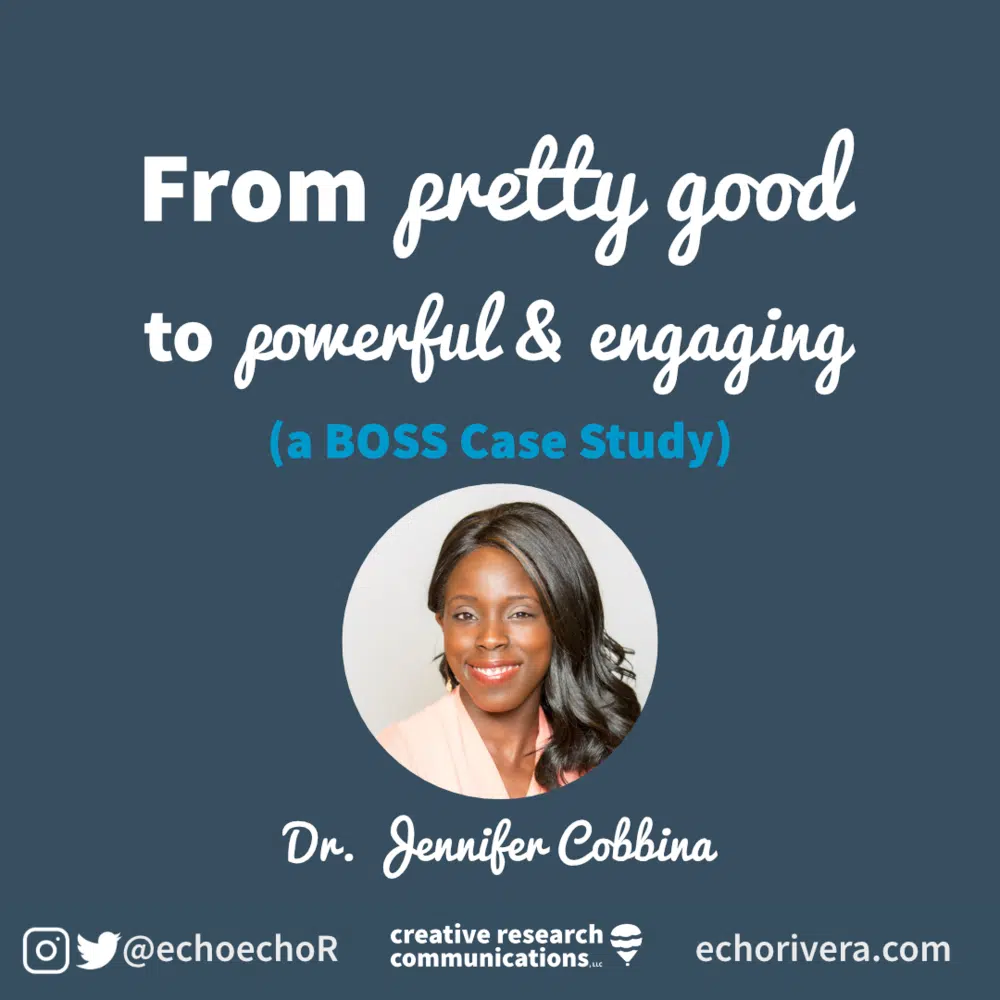 From pretty good
to powerful & engaging
(a BOSS Case Study)
Dr. Jennifer Cobbina
@echoechoR
creative research
communications, LLC
echorivera.com